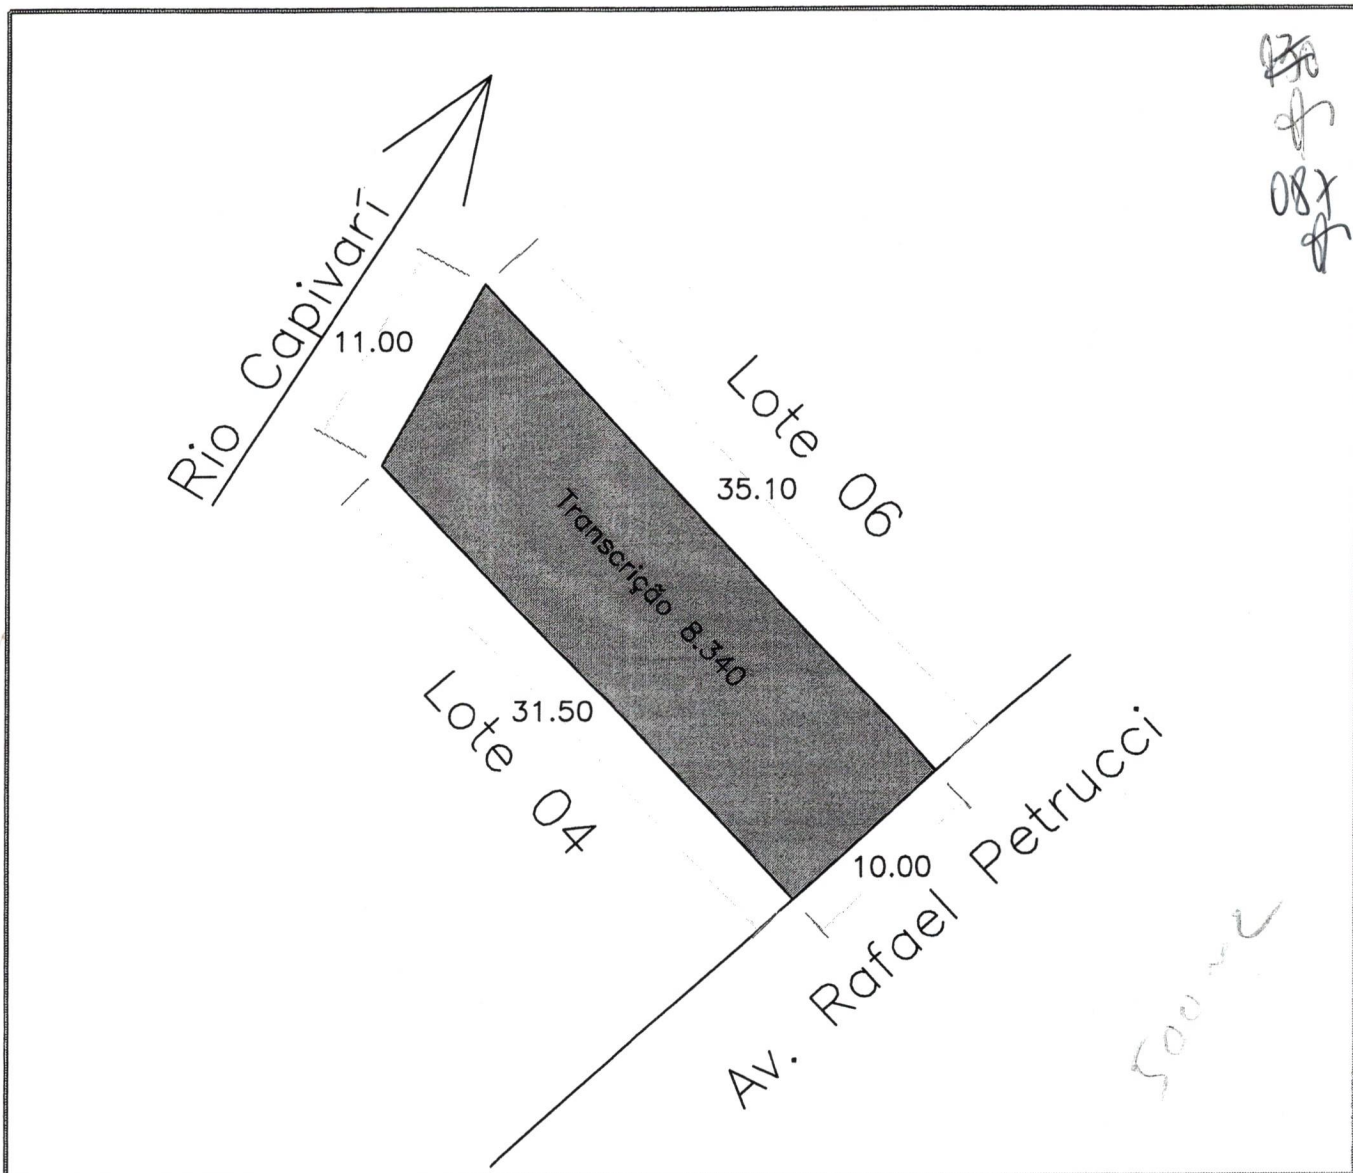 087
Rio Capivarí
11.00
Lote 06
35.10
Transcrição 8.340
Lote 04
31.50
10.00
Av. Rafael Petrucci